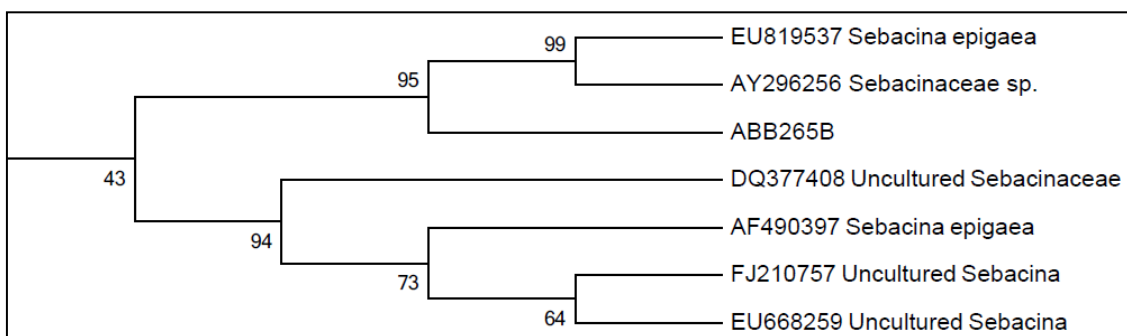 EU819537 Sebacina epigaea
99
AY296256 Sebacinaceae sp.
95
ABB265B
43
DQ377408 Uncultured Sebacinaceae
94
AF490397 Sebacina epigaea
73
FJ210757 Uncultured Sebacina
64
EU668259 Uncultured Sebacina